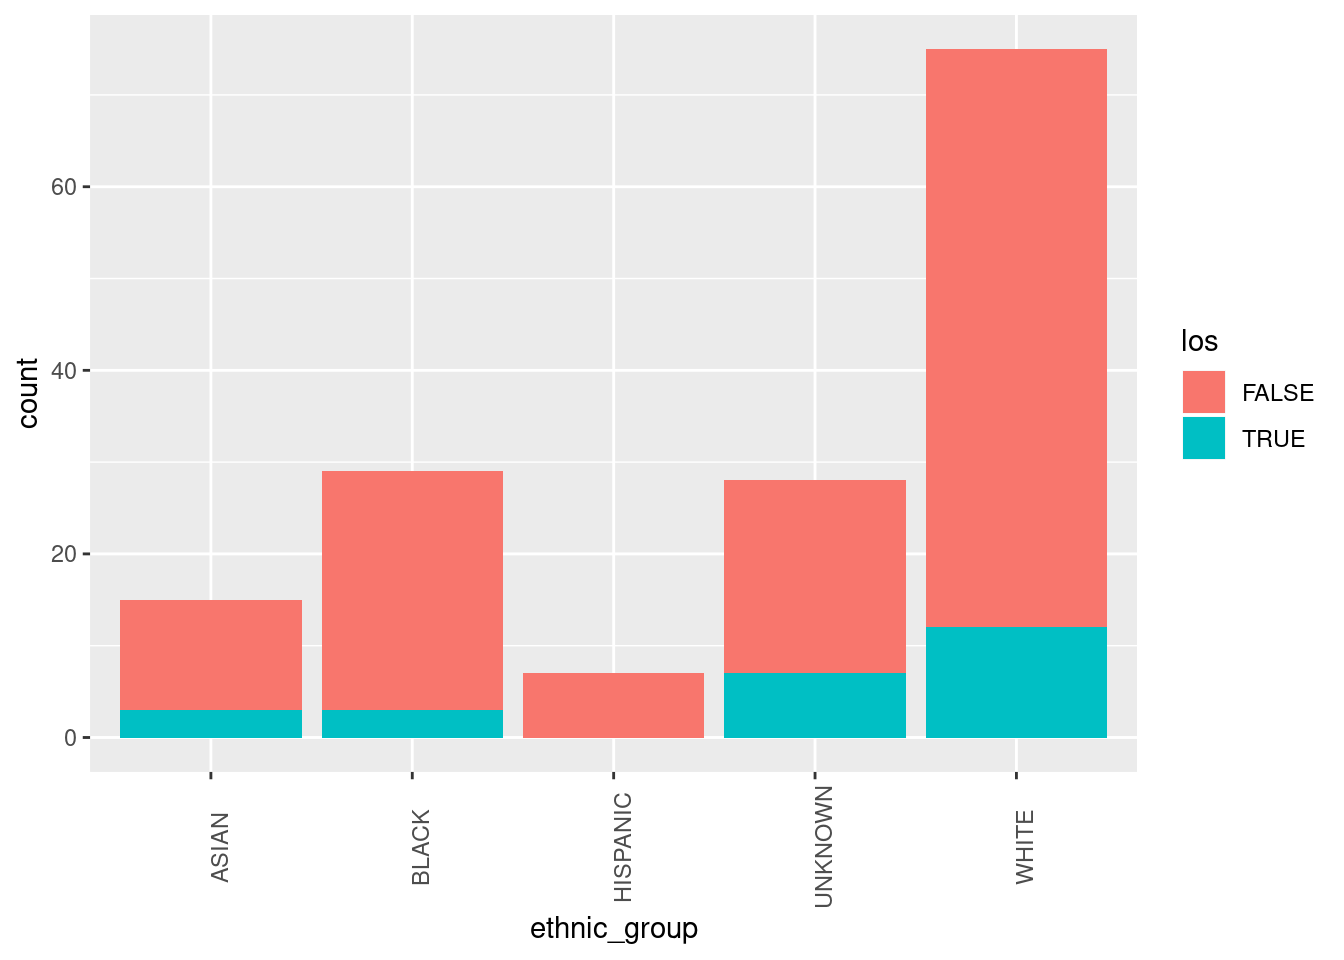 60
40
20
0
count
ASIAN
BLACK
HISPANIC
UNKNOWN
WHITE
ethnic_group
los
FALSE
TRUE